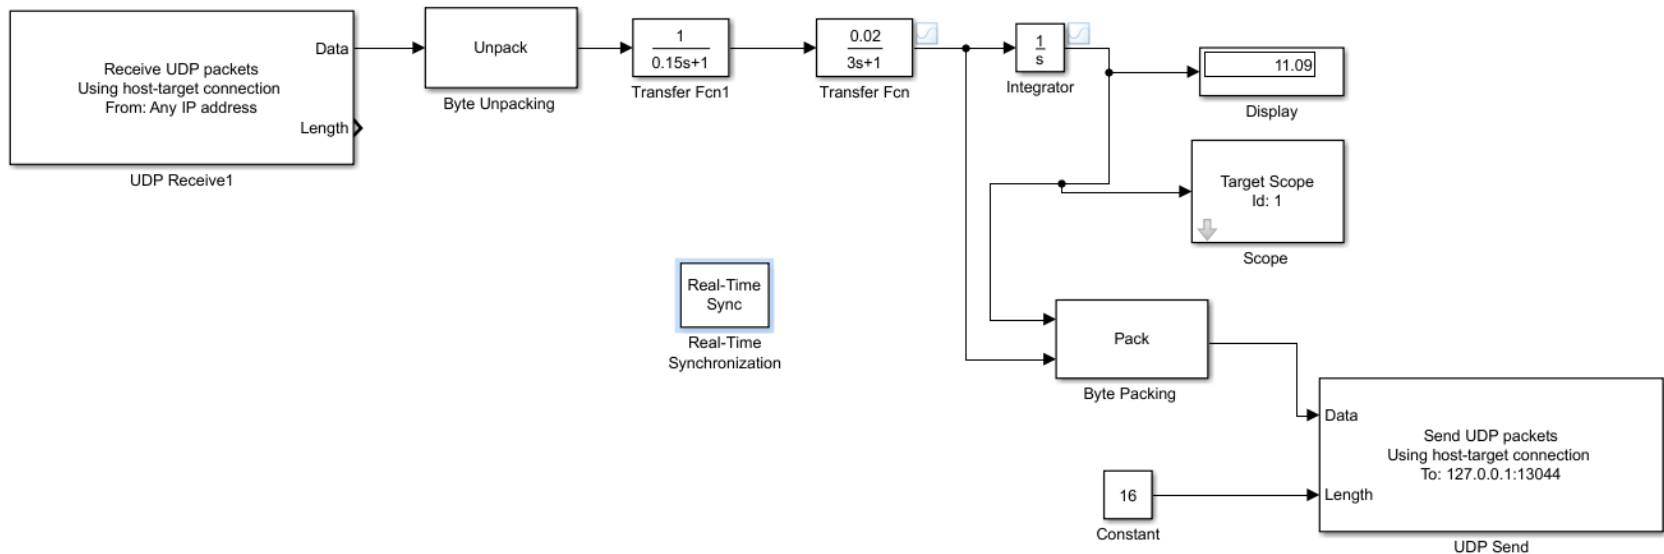 Receive UDP packets
Using host-target connection
From: Any IP address
Data
Length
UDP Receive1
Unpack
Byte Unpacking
1
0.15s+1
Transfer Fcn1
0.02
3s+1
Transfer Fcn
1
s
Integrator
11.09
Display
Target Scope
Id: 1
Scope
Real-Time
Sync
Real-Time
Synchronization
Pack
Byte Packing
16
Constant
Data
Length
Send UDP packets
Using host-target connection
To: 127.0.0.1:13044
UDP Send